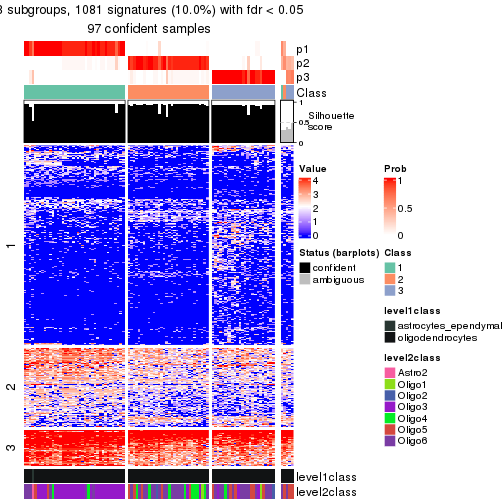 3 subgroups, 1081 signatures (10.0%) with fdr < 0.05
97 confident samples
p1
p2
p3
Class
1
0.5
0
Silhouette
score
1
2
3
level1class
level2class
Value
4
3
2
1
0
Prob
1
0.5
0
Status (barplots)
confident
ambiguous
Class
1
2
3
level1class
astrocytes_ependymal
oligodendrocytes
level2class
Astro2
Oligo1
Oligo2
Oligo3
Oligo4
Oligo5
Oligo6